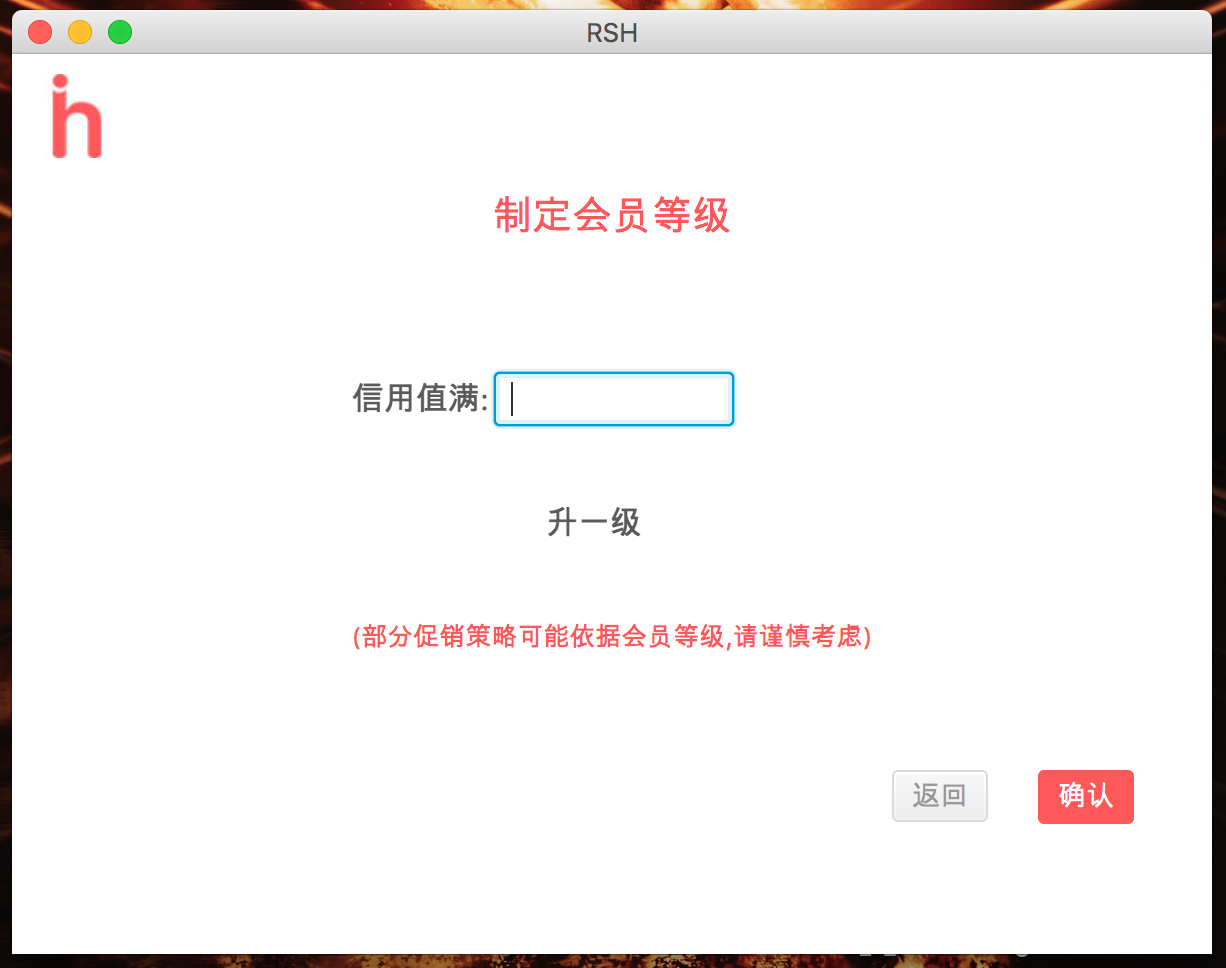 RSH
制定会员等级
信用值满:
升一级
(部分促销策略可能依据会员等级,请谨慎考虑)
返回 确认